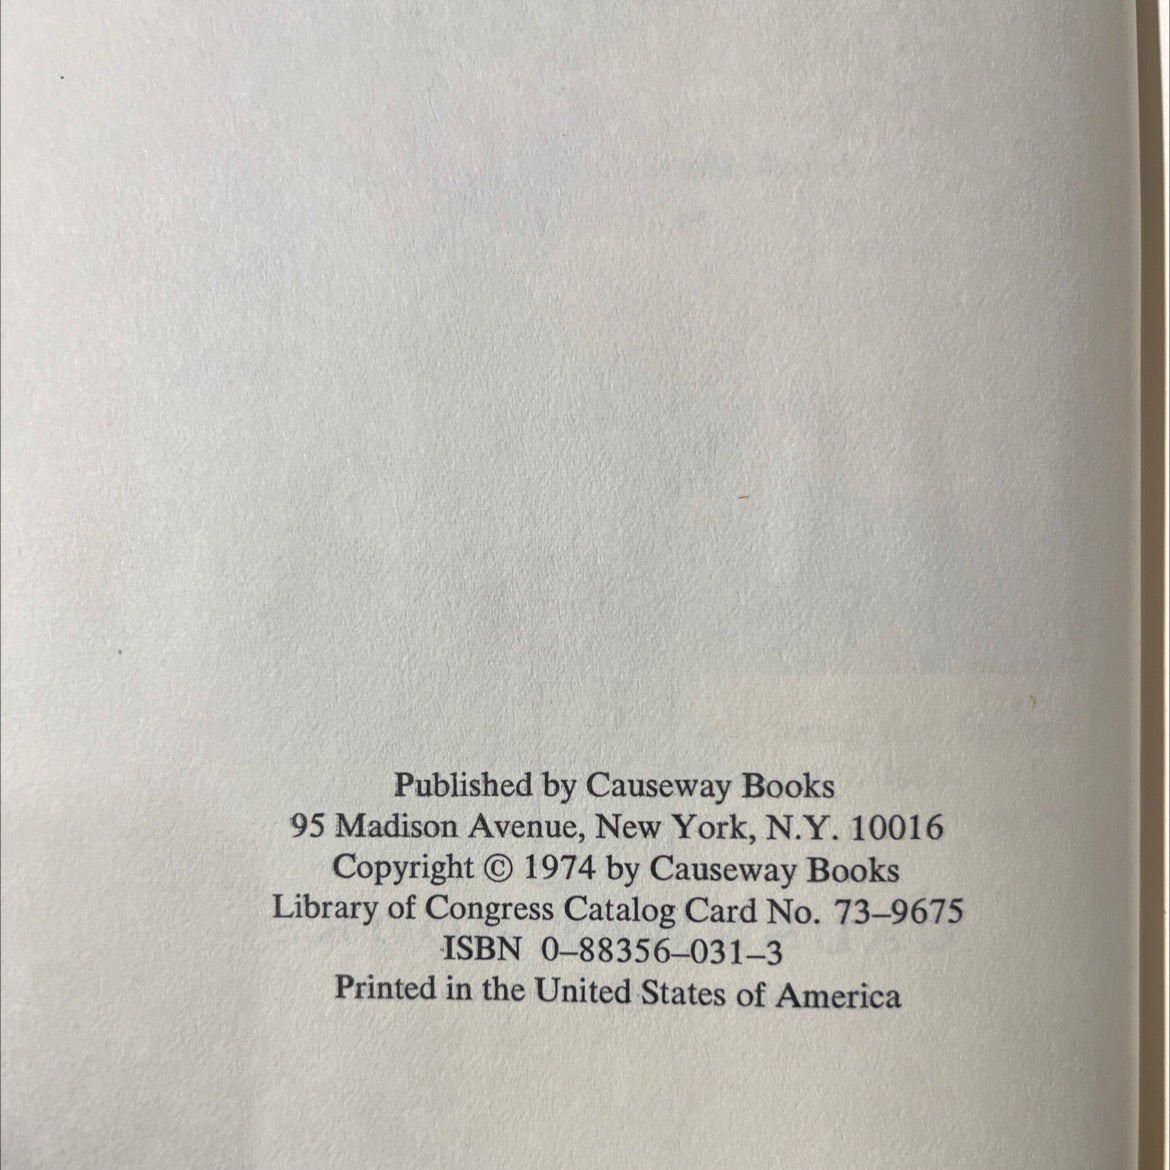 Published by Causeway Books
95 Madison Avenue, New York, N.Y. 10016
Copyright © 1974 by Causeway Books
Library of Congress Catalog Card No. 73–9675
ISBN 0–88356–031–3
Printed in the United States of America